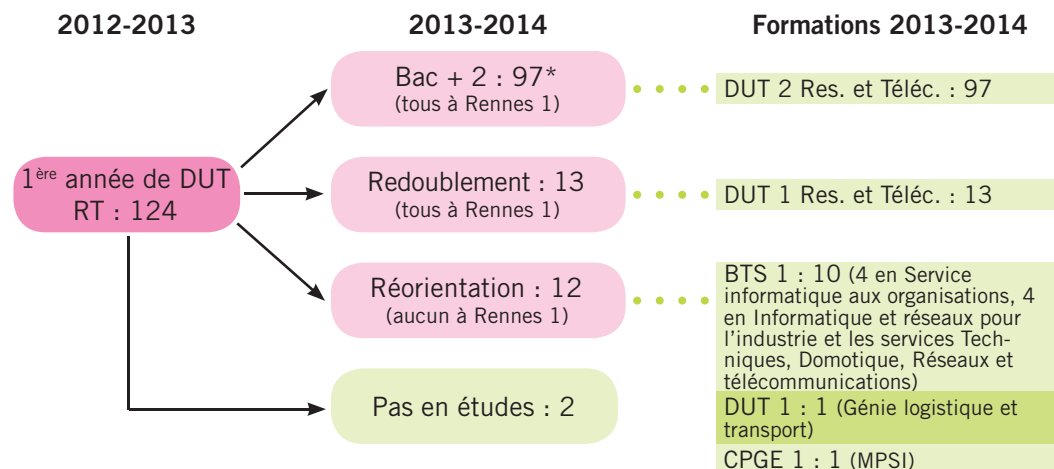 2012-2013
2013-2014
Formations 2013-2014
1ère année de DUT
RT : 124
Bac + 2 : 97*
(tous à Rennes 1)
DUT 2 Res. et Téléc. : 97
Redoublement : 13
(tous à Rennes 1)
DUT 1 Res. et Téléc. : 13
Réorientation : 12
(aucun à Rennes 1)
BTS 1 : 10 (4 en Service
informatique aux organisations, 4
en Informatique et réseaux pour
l'industrie et les services Tech-
niques, Domotique, Réseaux et
télécommunications)
Pas en études : 2
DUT 1 : 1 (Génie logistique et
transport)
CPGE 1 : 1 (MPSI)